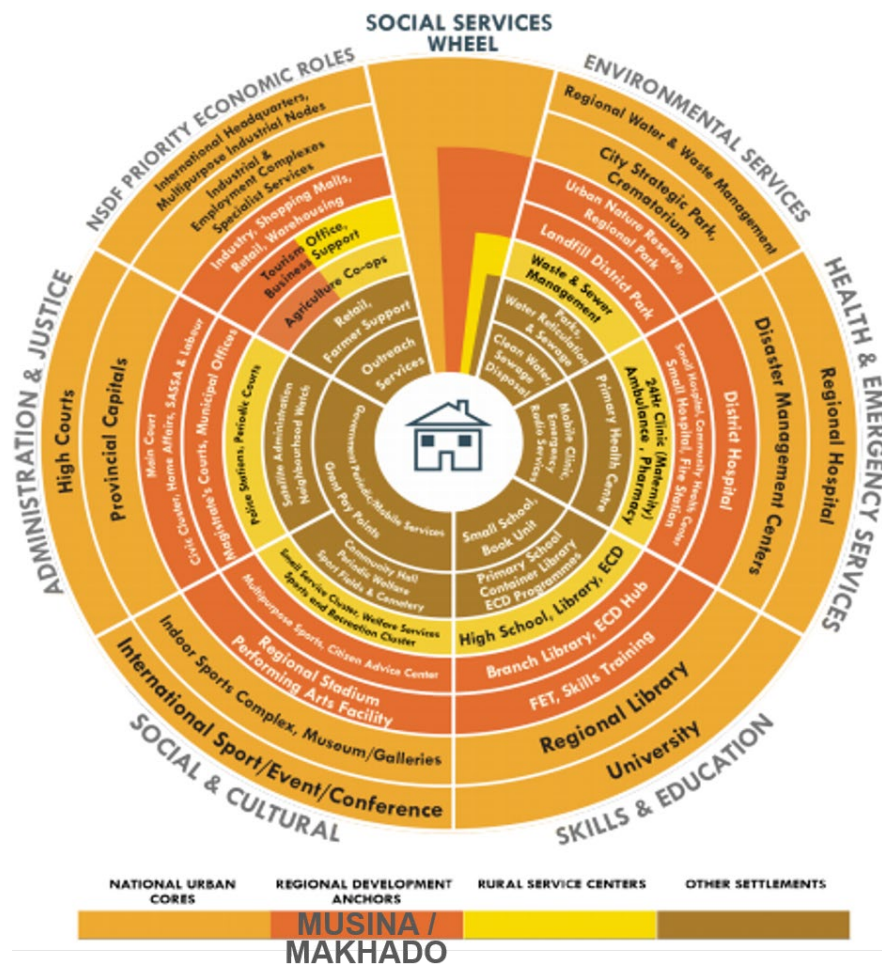 SOCIAL SERVICES
WHEEL
ENVIRONMENTAL SERVICES
Regional Water & Waste Management
City Strategic Park,
Crematorium
Urban Nature Reserve,
Regional Park
Landfill District Park
Waste & Sewer
Management
Parks,
Water Reticulation
& Sewage
Clean Water,
Sewage
Disposal
HEALTH & EMERGENCY SERVICES
Regional Hospital
Disaster Management Centers
District Hospital
Small Hospital, Community Health Center
Small Hospital, Fire Station
24Hr Clinic (Maternity)
Ambulance , Pharmacy
Primary Health Centre
Mobile Clinic,
Emergency
Radio Services
SKILLS & EDUCATION
University
Regional Library
FET, Skills Training
Branch Library, ECD Hub
High School, Library, ECD
Primary School
Container Library
ECD Programmes
Small School,
Book Unit
SOCIAL & CULTURAL
International Sport/Event/Conference
Indoor Sports Complex, Museum/Galleries
Regional Stadium
Performing Arts Facility
Multipurpose Sports, Citizen Advice Center
Small Service Cluster, Welfare Services
Sports and Recreation Cluster
Community Hall
Periodic Welfare
Sport Fields & Cemetery
Government Periodic/Mobile Services
Grant Pay Points
ADMINISTRATION & JUSTICE
High Courts
Provincial Capitals
Main Court
Civic Cluster, Home Affairs, SASSA & Labour
Magistrate's Courts, Municipal Offices
Police Stations, Periodic Courts
Satellite Administration
Neighbourhood Watch
NSDF PRIORITY ECONOMIC ROLES
International Headquarters,
Multipurpose Industrial Nodes
Industrial &
Employment Complexes
Specialist Services
Industry, Shopping Malls,
Retail, Warehousing
Tourism Office,
Business Support
Agriculture Co-ops
Retail,
Farmer Support
Outreach
Services
NATIONAL URBAN
CORES
REGIONAL DEVELOPMENT
ANCHORS
RURAL SERVICE CENTERS
OTHER SETTLEMENTS
MUSINA /
MAKHADO